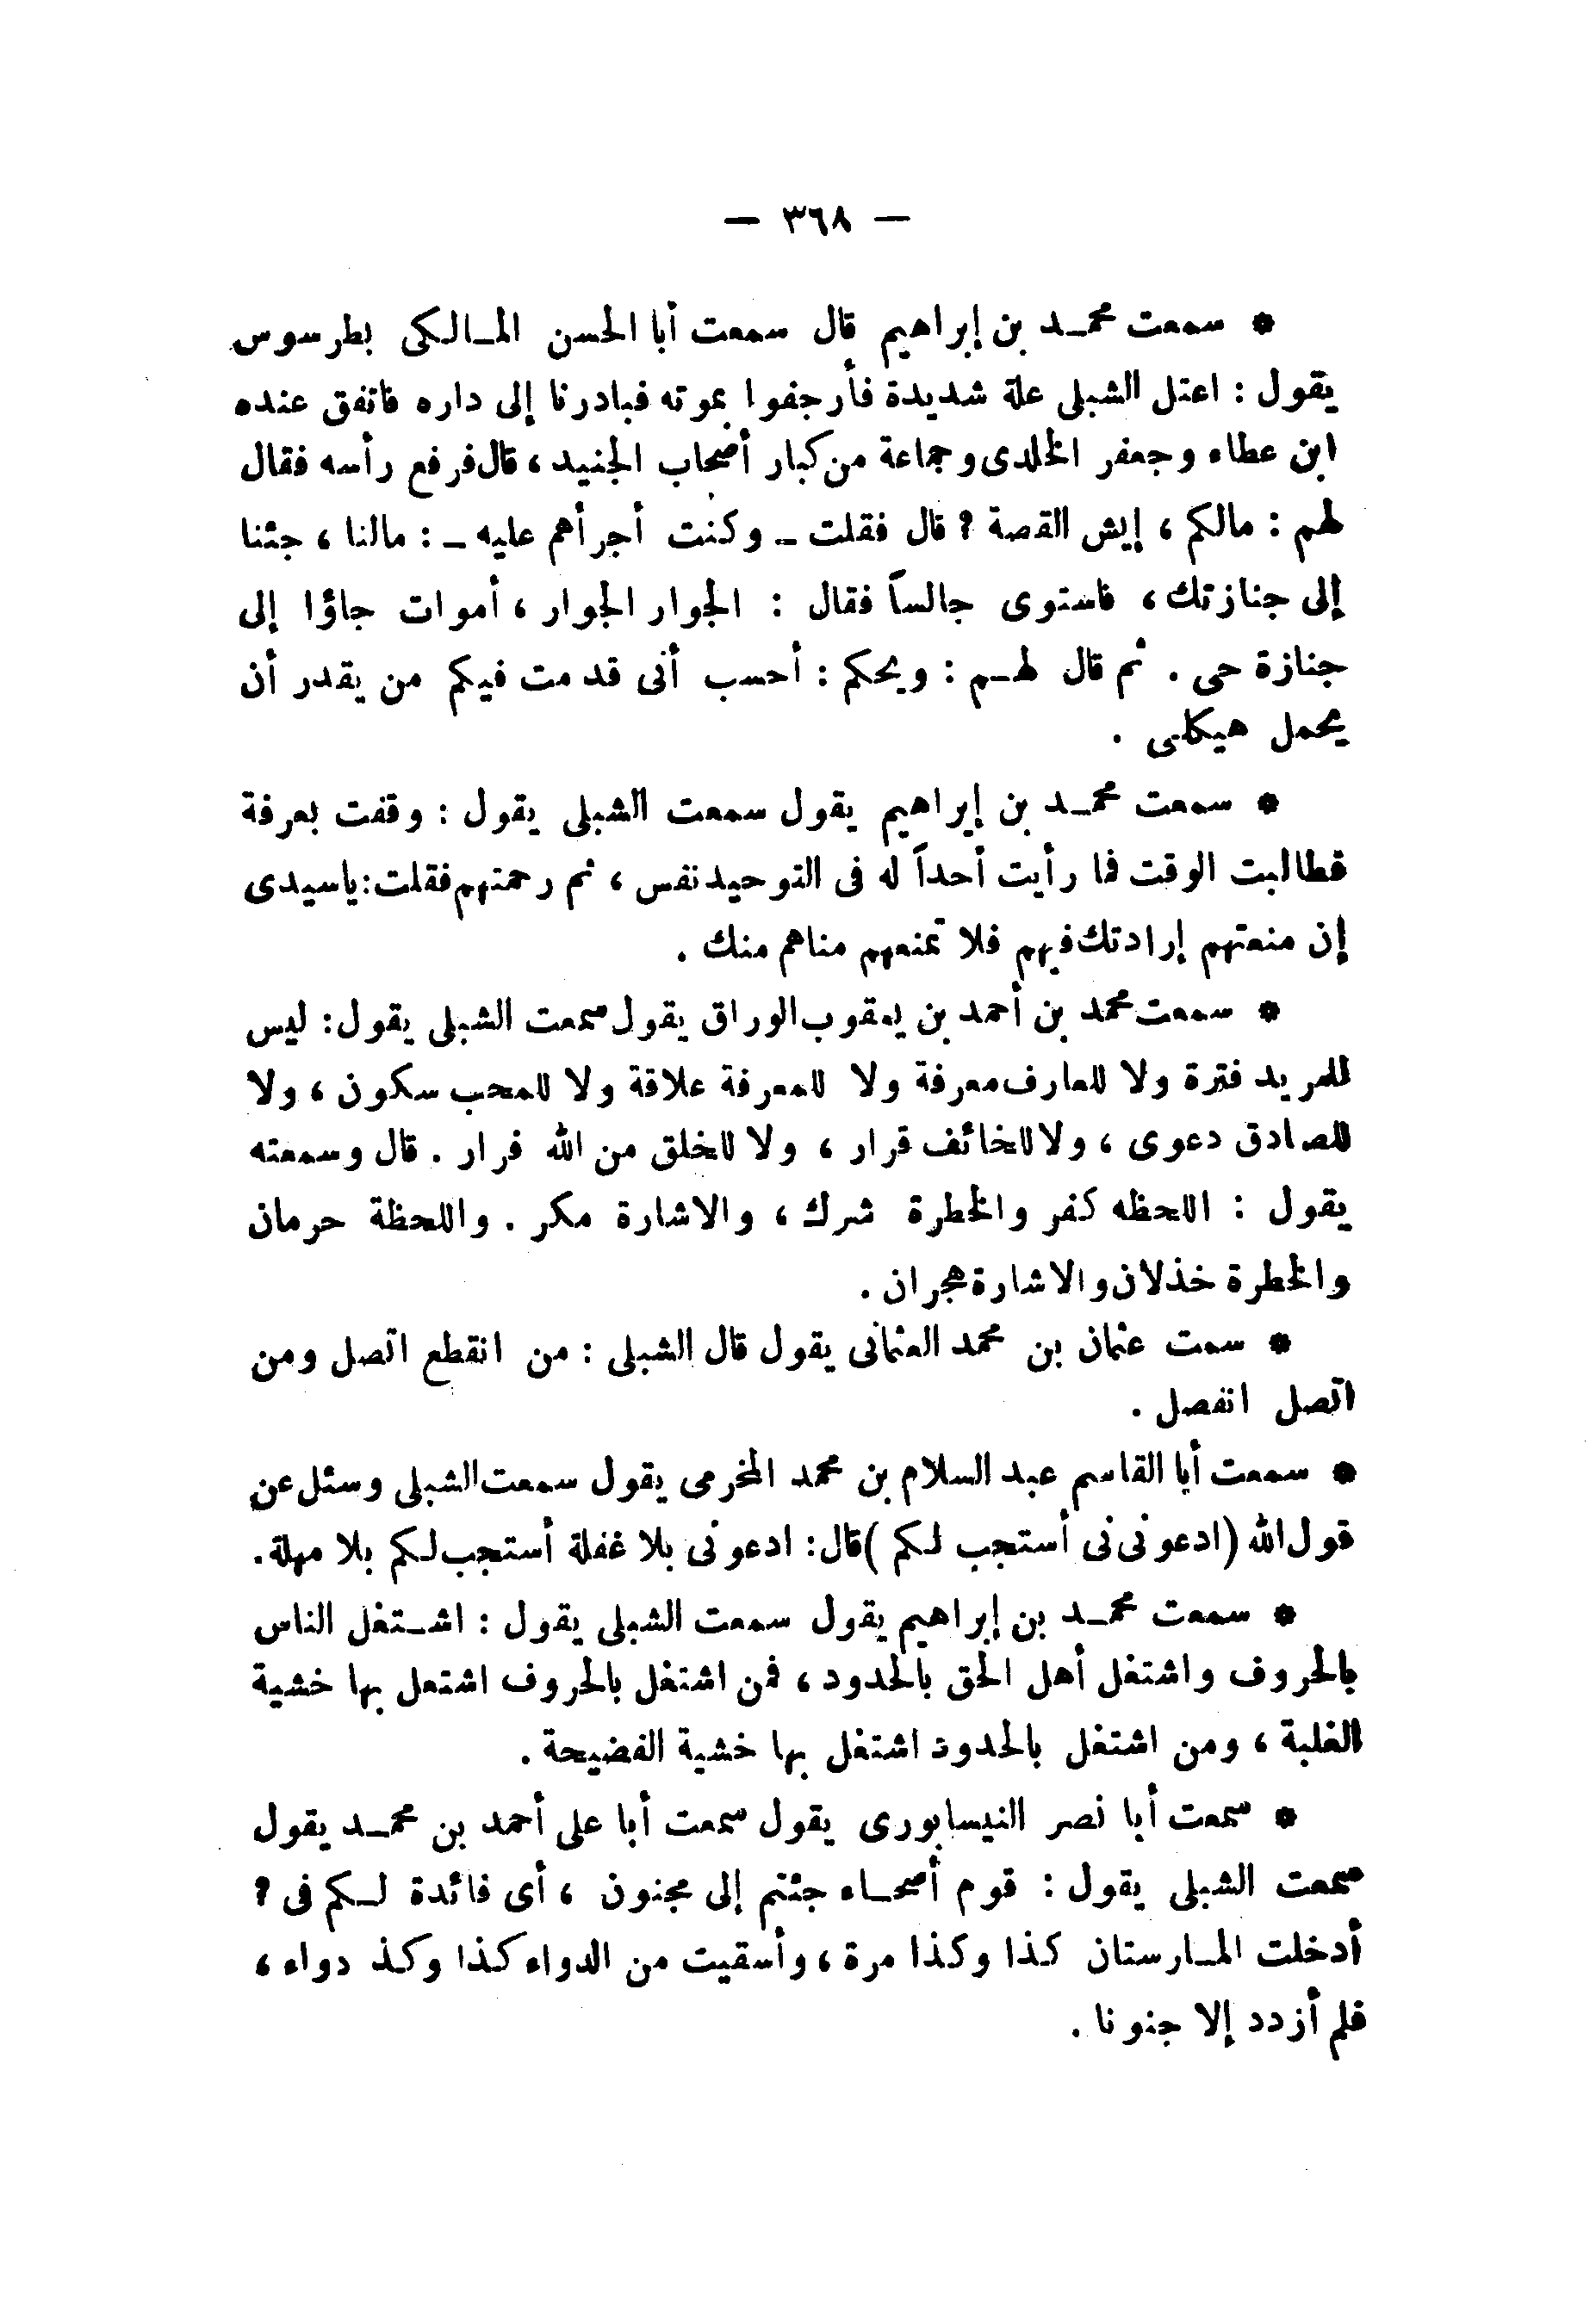 — ٣٦٨ —
* سمعت محمد بن إبراهيم قال سمعت أبا الحسن المالكى بطرسوس
يقول : اعتل الشبلى علة شديدة فأرجفوا بموته فبادرنا إلى داره فاتفق عنده
ابن عطاء وجعفر الخلدى وجماعة من كبار أصحاب الجنيد ، قال فرفع رأسه فقال
لهم : مالكم ، إيش القصة ؟ قال فقلت ـ وكنت أجرأهم عليه ـ : مالنا ، جئنا
إلى جنازتك ، فاستوى جالساً فقال : الجوار الجوار ، أموات جاؤا إلى
جنازة حى . ثم قال لهم : ويحكم : أحسب أنى قد مت فيكم من يقدر أن
يحمل هيكلى .
* سمعت محمد بن إبراهيم يقول سمعت الشبلى يقول : وقفت بعرفة
فطالبت الوقت فما رأيت أحداً له فى التوحيد نفس ، ثم رحمتهم فقلت : ياسيدى
إن منعتهم إرادتك فيهم فلا تمنعهم مناهم منك .
* سمعت محمد بن أحمد بن يعقوب الوراق يقول سمعت الشبلى يقول : ليس
للمريد فترة ولا للعارف معرفة ولا للمعرفة علاقة ولا للمحب سكون ، ولا
للصادق دعوى ، ولا للخائف قرار ، ولا للخلق من الله فرار . قال وسمعته
يقول : اللحظه كفر والخطرة شرك ، والاشارة مكر . واللحظة حرمان
والخطرة خذلان والاشارة هجران .
* سمت عثمان بن محمد العثمانى يقول قال الشبلى : من انقطع اتصل ومن
اتصل انفصل .
* سمعت أبا القاسم عبد السلام بن محمد المخرمى يقول سمعت الشبلى وسئل عن
قول الله (ادعونى نى أستجب لكم ) قال : ادعونى بلا غفلة أستجب لكم بلا مهلة .
* سمعت محمد بن إبراهيم يقول سمعت الشبلى يقول : اشتغل الناس
بالحروف واشتغل أهل الحق بالحدود ، فمن اشتغل بالحروف اشتعل بها خشية
الغلبة ، ومن اشتغل بالحدود اشتغل بها خشية الفضيحة .
* سمعت أبا نصر النيسابورى يقول سمعت أبا على أحمد بن محمد يقول
سمعت الشبلى يقول : قوم أصحاء جئتم إلى مجنون ، أى فائدة لكم فى ؟
أدخلت المارستان كذا وكذا مرة ، وأسقيت من الدواء كذا وكذ دواء ،
فلم أزدد إلا جنونا .